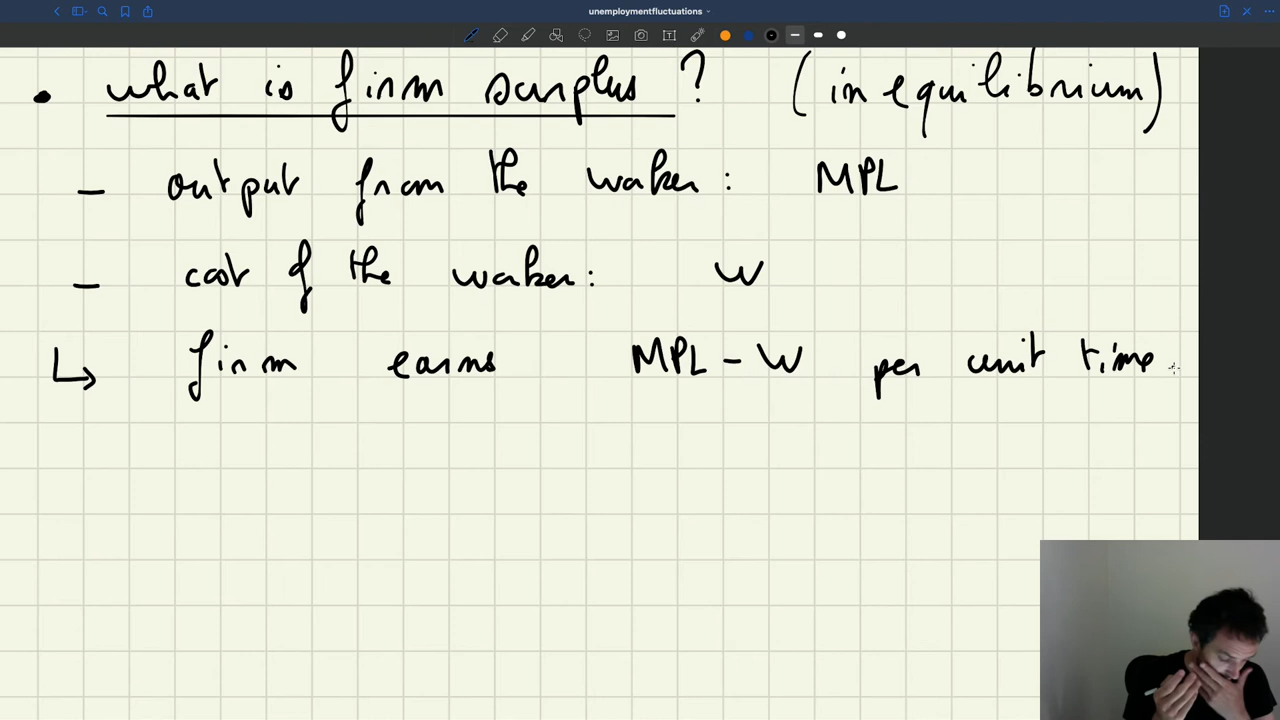 unemploymentfluctuations
• what is firm surplus ? (in equilibrium)
– output from the worker : MPL
– cost of the worker : W
↳ firm earns MPL – W per unit time